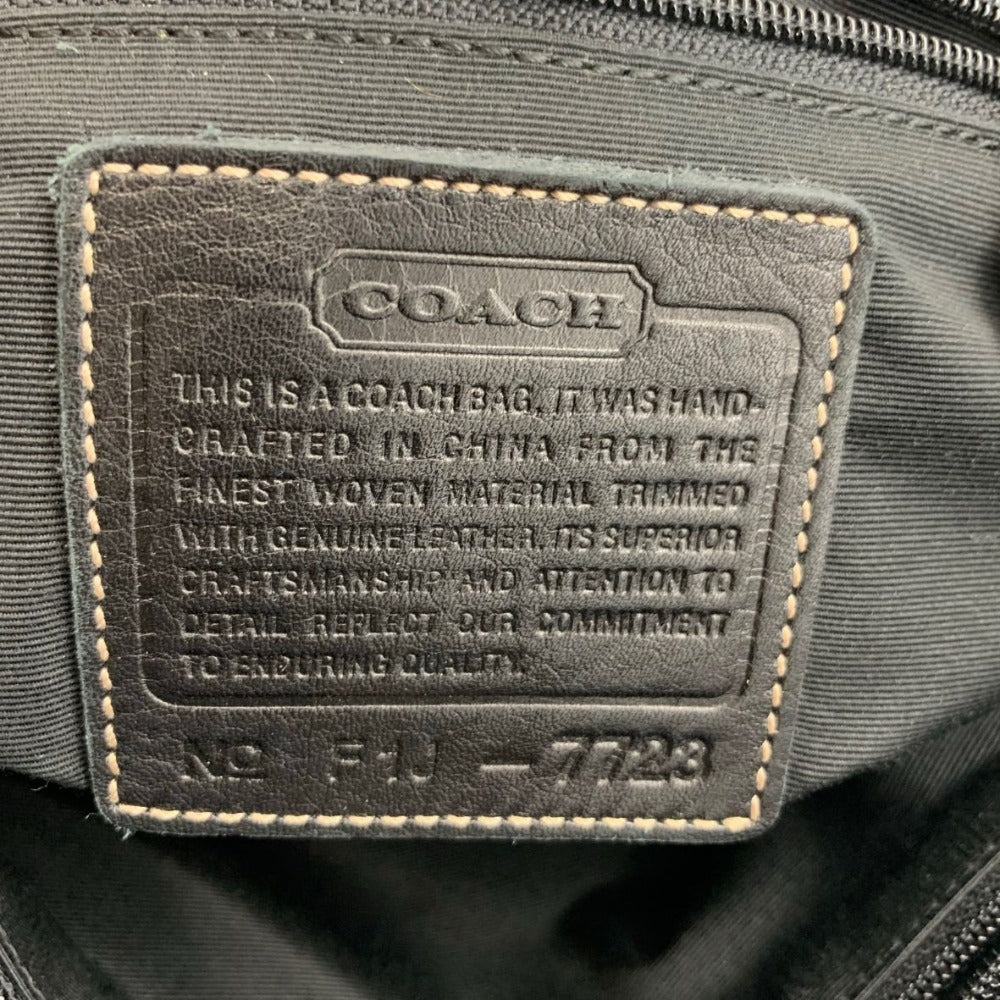 COACH
THIS IS A COACH BAG. IT WAS HAND-
CRAFTED IN CHINA FROM THE
FINEST WOVEN MATERIAL TRIMMED
WITH GENUINE LEATHER. ITS SUPERIOR
CRAFTSMANSHIP AND ATTENTION TO
DETAIL REFLECT OUR COMMITMENT
TO ENDURING QUALITY.
No F1J - 7723